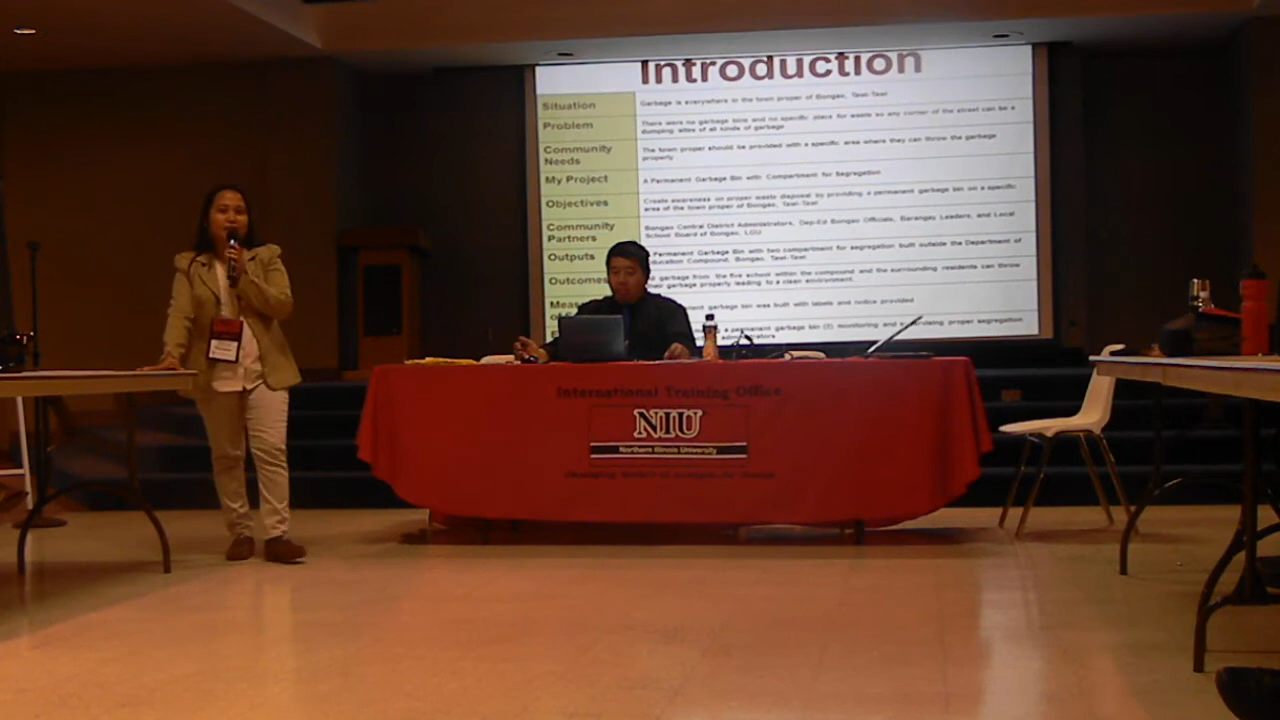 Introduction
Situation
Garbage is everywhere in the town proper of Bongao, Tawi-Tawi
Problem
There were no garbage bins and no specific place for waste so any corner of the street can be a
dumping sites of all kinds of garbage
Community
Needs
The town proper should be provided with a specific area where they can throw the garbage
properly
My Project
A Permanent Garbage Bin with Compartment for Segregation
Objectives
Create awareness on proper waste disposal by providing a permanent garbage bin on a specific
area of the town proper of Bongao, Tawi-Tawi
Community
Partners
Bongao Central District Administrators, Dep-Ed Bongao Officials, Barangay Leaders, and Local
School Board of Bongao, LGU
Outputs
Permanent Garbage Bin with two compartment for segregation built outside the Department of
Education Compound, Bongao, Tawi-Tawi
Outcomes
garbage from the five school within the compound and the surrounding residents can throw
their garbage properly leading to a clean environment.
garbage bin was built with labels and notice provided
a permanent garbage bin (2) monitoring and supervising proper segregation
International Training Office
NIU
Northern Illinois University